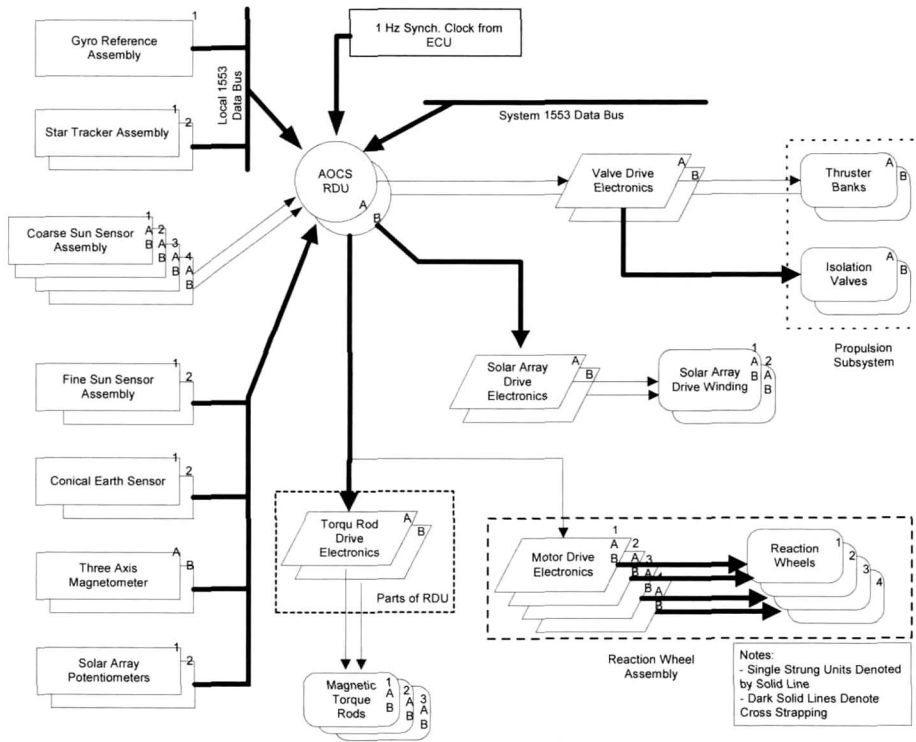 1
Gyro Reference
Assembly
1
2
Star Tracker Assembly
Local 1553
Data Bus
1 Hz Synch. Clock from
ECU
System 1553 Data Bus
AOCS
RDU
A
B
1
Coarse Sun Sensor
Assembly
A
B
2
A
B
3
A
B
4
A
B
Valve Drive
Electronics
A
B
Thruster
Banks
A
B
Isolation
Valves
A
B
Propulsion
Subsystem
Solar Array
Drive
Electronics
A
B
Solar Array
Drive Winding
1
A
B
2
A
B
Fine Sun Sensor
Assembly
1
2
Conical Earth Sensor
1
2
Three Axis
Magnetometer
A
B
Solar Array
Potentiometers
1
2
Torqu Rod
Drive
Electronics
A
B
Parts of RDU
Magnetic
Torque
Rods
1
A
B
2
A
B
3
A
B
Motor Drive
Electronics
1
A
B
2
A
B
3
A
B
A
B
Reaction
Wheels
1
2
3
4
Reaction Wheel
Assembly
Notes:
- Single Strung Units Denoted
by Solid Line
- Dark Solid Lines Denote
Cross Strapping